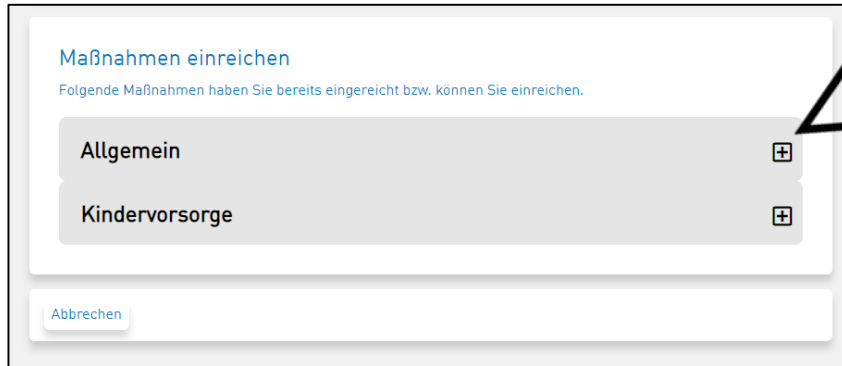 Maßnahmen einreichen
Folgende Maßnahmen haben Sie bereits eingereicht bzw. können Sie einreichen.
Allgemein
Kindervorsorge
Abbrechen